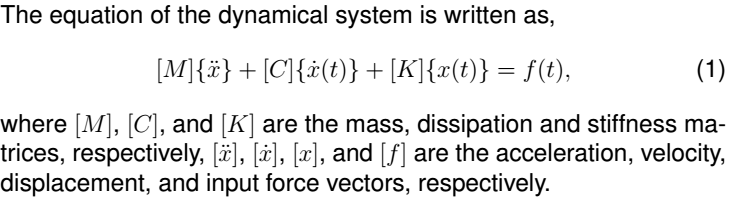 The equation of the dynamical system is written as,
[M]{ẍ} + [C]{ẋ(t)} + [K]{x(t)} = f(t), (1)
where [M], [C], and [K] are the mass, dissipation and stiffness ma-
trices, respectively, [ẍ], [ẋ], [x], and [f] are the acceleration, velocity,
displacement, and input force vectors, respectively.